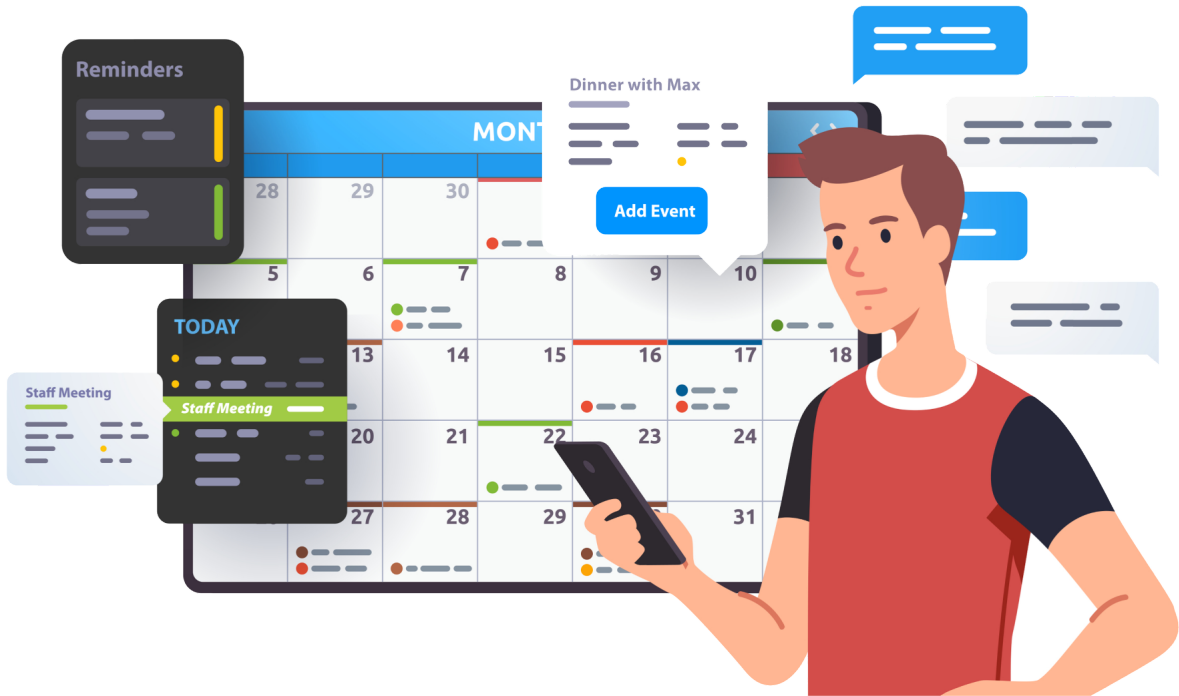 Reminders
Dinner with Max
MONT
Add Event
28 29 30
5 6 7 8 9 10
TODAY
Staff Meeting
Staff Meeting
13 14 15 16 17 18
20 21 22 23 24
27 28 29 31